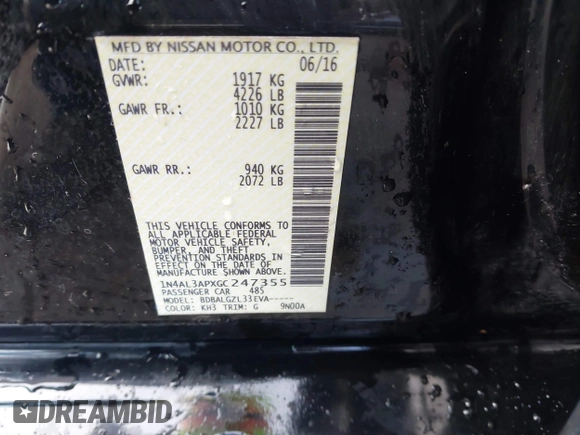 MFD BY NISSAN MOTOR CO., LTD.
DATE: 06/16
GVWR: 1917 KG
4226 LB
GAWR FR.: 1010 KG
2227 LB
GAWR RR.: 940 KG
2072 LB
THIS VEHICLE CONFORMS TO
ALL APPLICABLE FEDERAL
MOTOR VEHICLE SAFETY,
BUMPER, AND THEFT
PREVENTION STANDARDS
IN EFFECT ON THE DATE OF
MANUFACTURE SHOWN ABOVE.
1N4AL3APXGC247355
PASSENGER CAR 485
MODEL: BDBALGZL33EVA-----
COLOR: KH3 TRIM: G 9N00A
DREAMBID